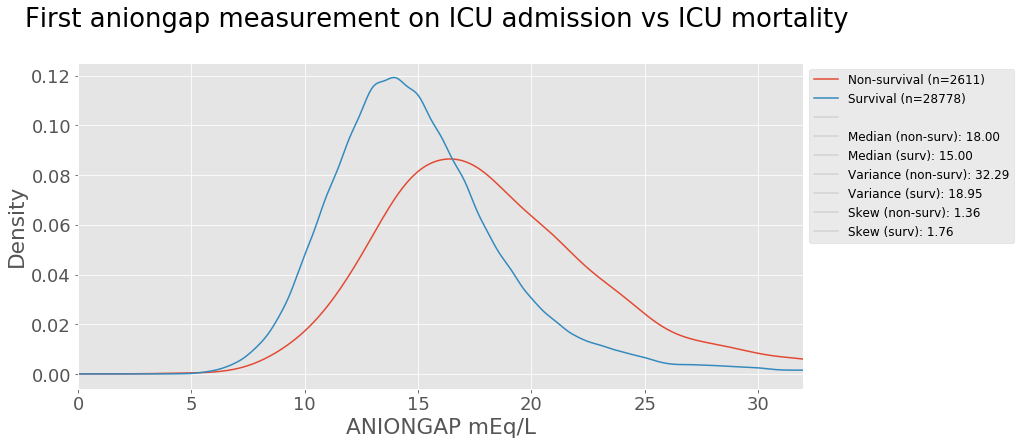 First aniongap measurement on ICU admission vs ICU mortality
Non-survival (n=2611)
Survival (n=28778)
Median (non-surv): 18.00
Median (surv): 15.00
Variance (non-surv): 32.29
Variance (surv): 18.95
Skew (non-surv): 1.36
Skew (surv): 1.76
Density
0.12
0.10
0.08
0.06
0.04
0.02
0.00
0 5 10 15 20 25 30
ANIONGAP mEq/L